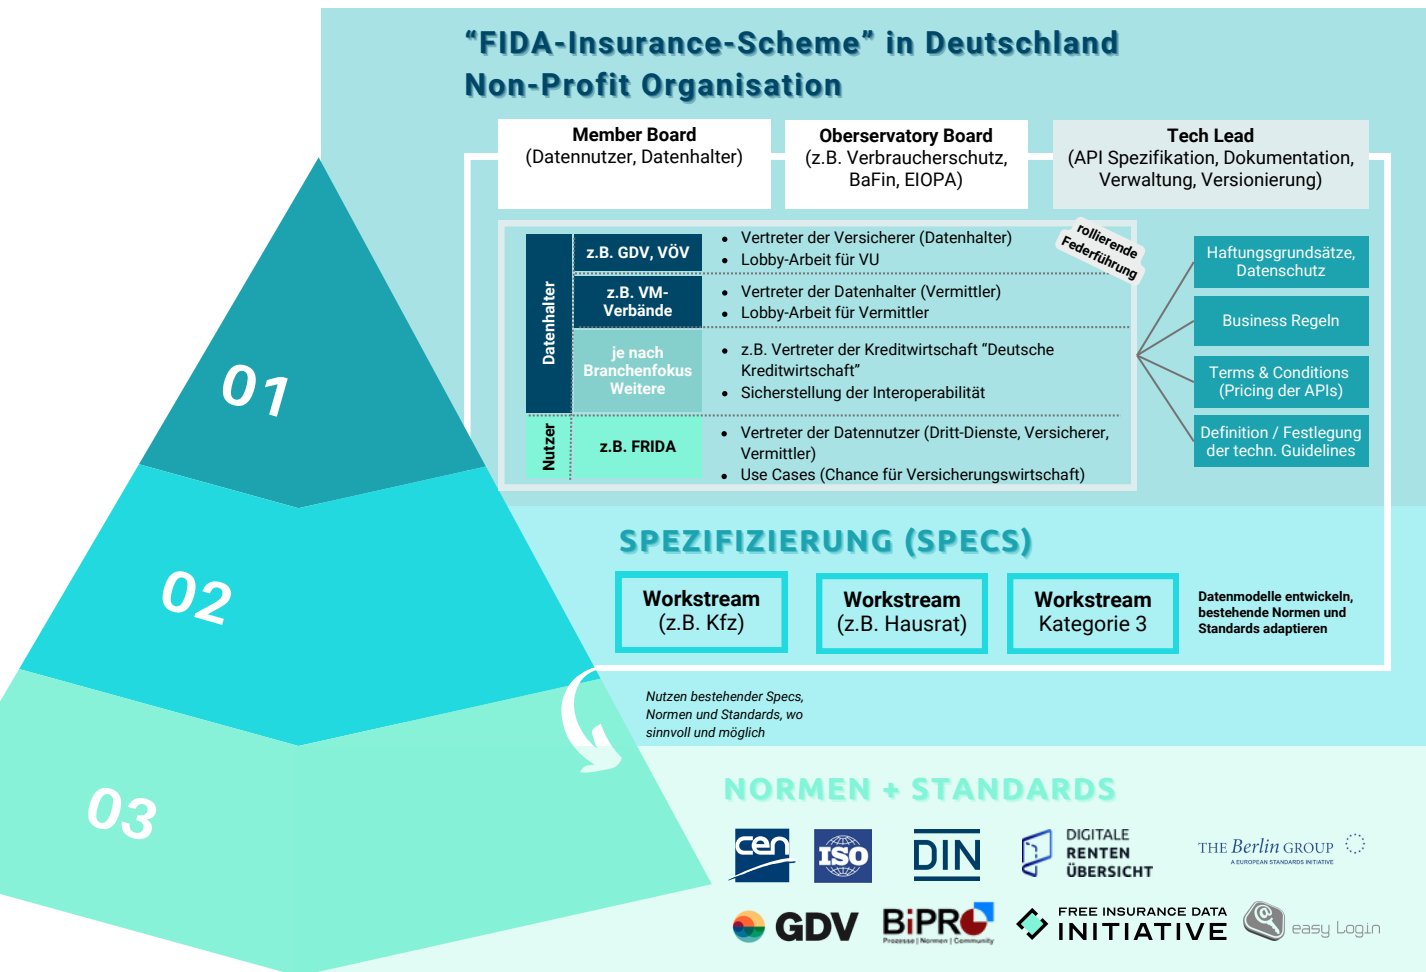 “FIDA-Insurance-Scheme” in Deutschland
Non-Profit Organisation
Member Board
(Datennutzer, Datenhalter)
Oberservatory Board
(z.B. Verbraucherschutz,
BaFin, EIOPA)
Tech Lead
(API Spezifikation, Dokumentation,
Verwaltung, Versionierung)
rollierende
Federführung
Datenhalter
z.B. GDV, VÖV
Vertreter der Versicherer (Datenhalter)
Lobby-Arbeit für VU
z.B. VM-
Verbände
Vertreter der Datenhalter (Vermittler)
Lobby-Arbeit für Vermittler
je nach
Branchenfokus
Weitere
z.B. Vertreter der Kreditwirtschaft “Deutsche
Kreditwirtschaft”
Sicherstellung der Interoperabilität
Nutzer
z.B. FRIDA
Vertreter der Datennutzer (Dritt-Dienste, Versicherer,
Vermittler)
Use Cases (Chance für Versicherungswirtschaft)
Haftungsgrundsätze,
Datenschutz
Business Regeln
Terms & Conditions
(Pricing der APIs)
Definition / Festlegung
der techn. Guidelines
01
SPEZIFIZIERUNG (SPECS)
02
Workstream
(z.B. Kfz)
Workstream
(z.B. Hausrat)
Workstream
Kategorie 3
Datenmodelle entwickeln,
bestehende Normen und
Standards adaptieren
Nutzen bestehender Specs,
Normen und Standards, wo
sinnvoll und möglich
03
NORMEN + STANDARDS
cen
ISO
DIN
DIGITALE
RENTEN
ÜBERSICHT
THE Berlin GROUP
A EUROPEAN STANDARDS INITIATIVE
GDV
BiPRO
Prozesse | Normen | Community
FREE INSURANCE DATA
INITIATIVE
@
easy Login